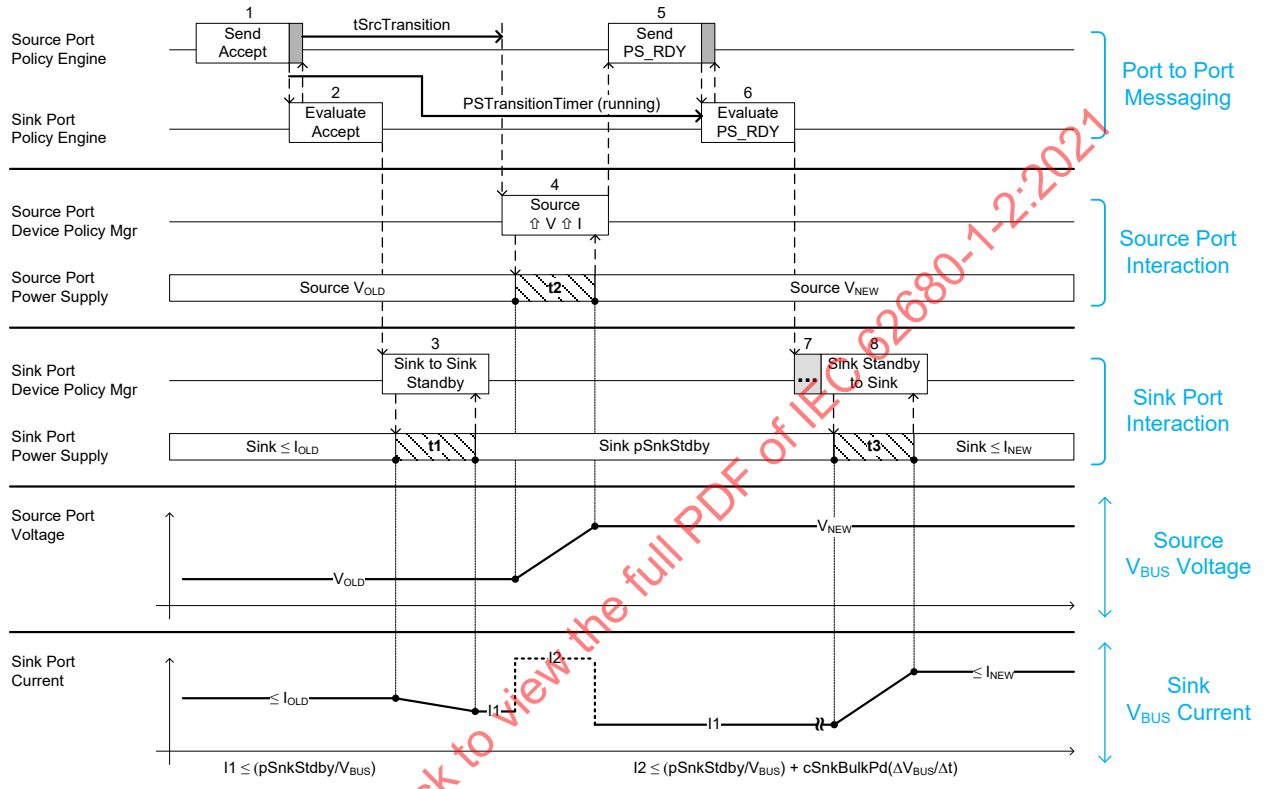 1
Send
Accept
tSrcTransition
5
Send
PS_RDY
Source Port
Policy Engine
2
Evaluate
Accept
PSTransitionTimer (running)
6
Evaluate
PS_RDY
Sink Port
Policy Engine
Port to Port
Messaging
4
Source
⇧ V ⇧ I
Source Port
Device Policy Mgr
Source Port
Power Supply
Source VOLD
t2
Source VNEW
Source Port
Interaction
3
Sink to Sink
Standby
7
...
8
Sink Standby
to Sink
Sink Port
Device Policy Mgr
Sink Port
Power Supply
Sink ≤ IOLD
t1
Sink pSnkStdby
t3
Sink ≤ INEW
Sink Port
Interaction
Source Port
Voltage
VOLD
VNEW
Source
VBUS Voltage
Sink Port
Current
≤ IOLD
I1
I2
I1
≤ INEW
Sink
VBUS Current
I1 ≤ (pSnkStdby/VBUS)
I2 ≤ (pSnkStdby/VBUS) + cSnkBulkPd(ΔVBUS/Δt)
ck to view the full PDF of IEC 62680-1-2:2021